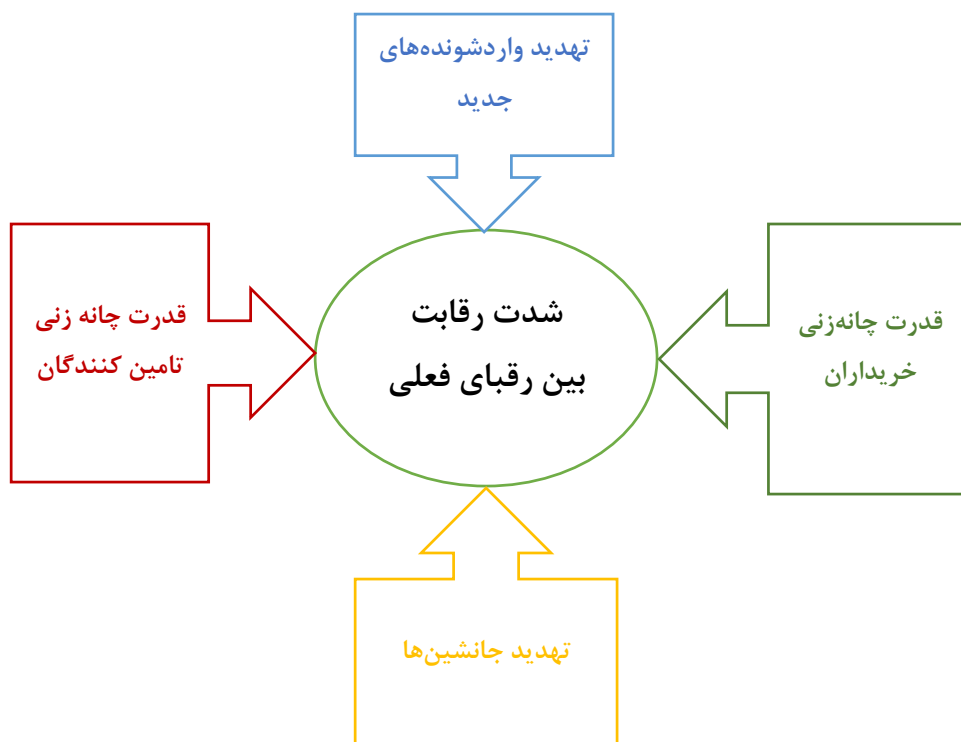 تهدید واردشونده‌های
جدید
شدت رقابت
بین رقبای فعلی
قدرت چانه‌زنی
خریداران
قدرت چانه زنی
تامین کنندگان
تهدید جانشین‌ها